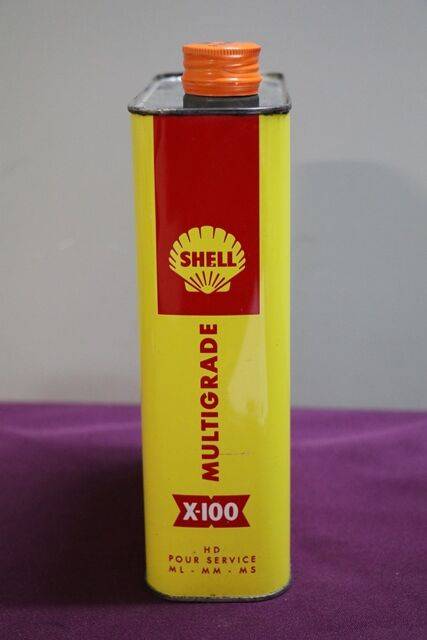 SHELL
MULTIGRADE
X-100
HD
POUR SERVICE
ML - MM - MS